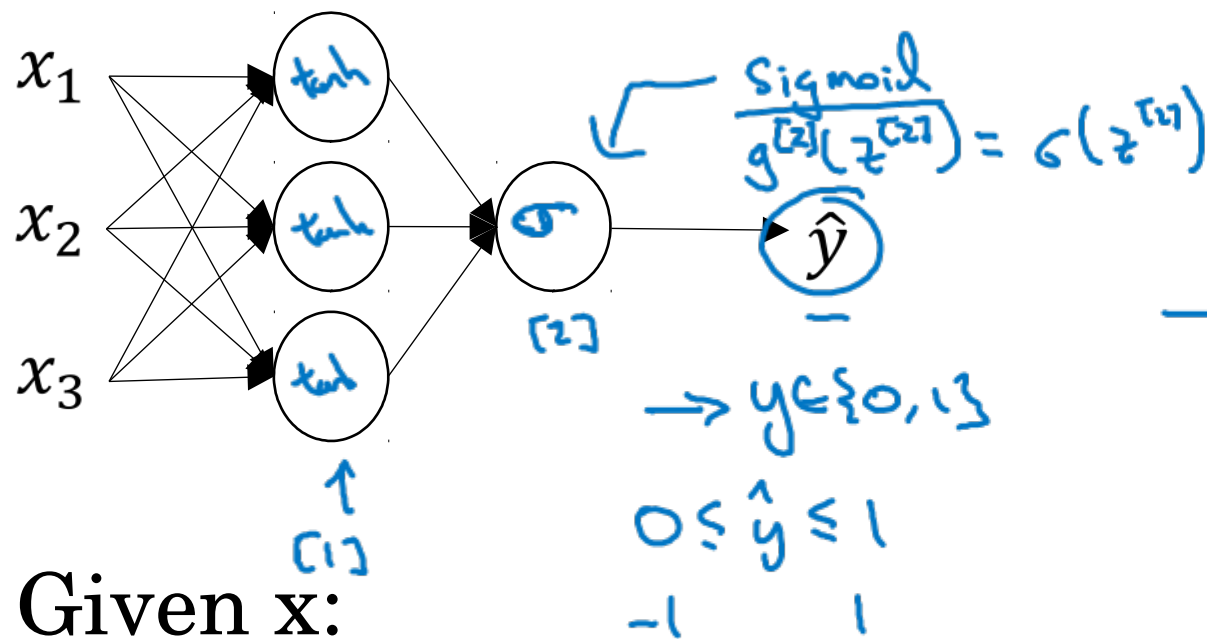 x₁
tanh
sigmoid
g^[2](z^[2]) = σ(z^[2])
x₂
tanh
σ
ŷ
[2]
x₃
tanh
→ y∈{0,1}
[1]
0 ≤ ŷ ≤ 1
Given x:
-1 1